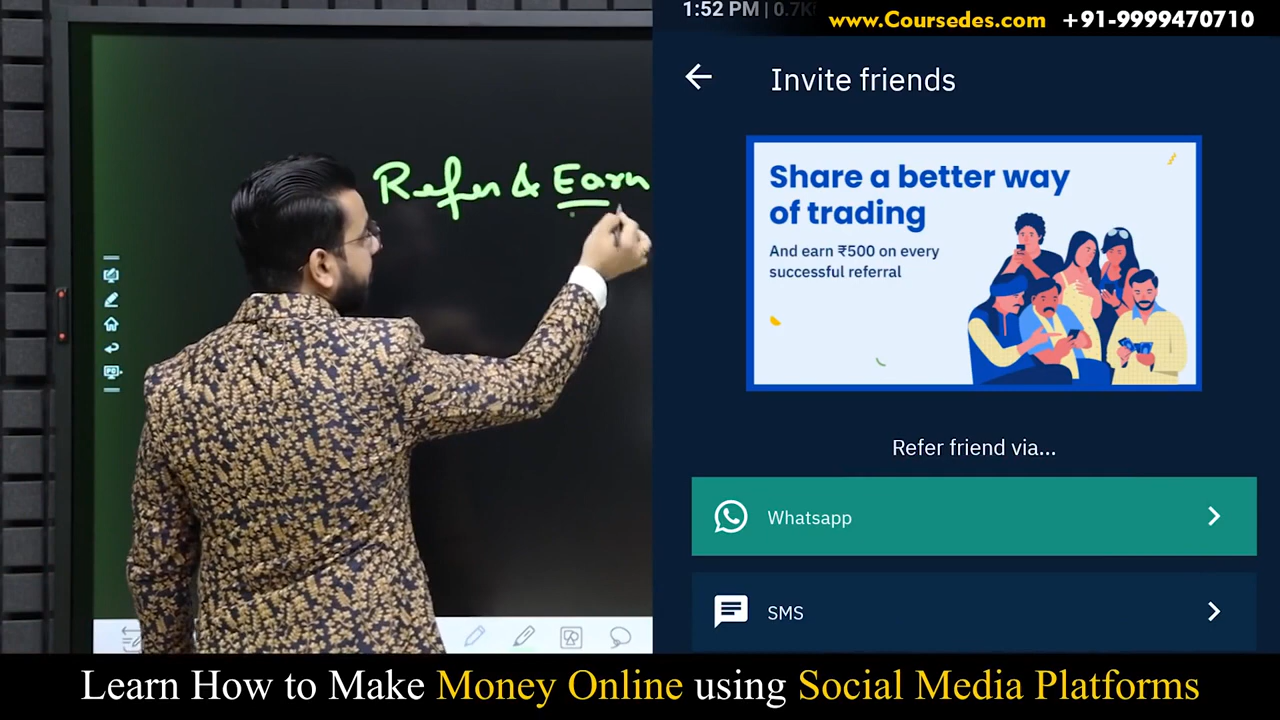 1:52 PM | 0.7K
www.Coursedes.com +91-9999470710
Refer & Earn
Invite friends
Share a better way
of trading
And earn ₹500 on every
successful referral
Refer friend via...
Whatsapp
SMS
Learn How to Make Money Online using Social Media Platforms